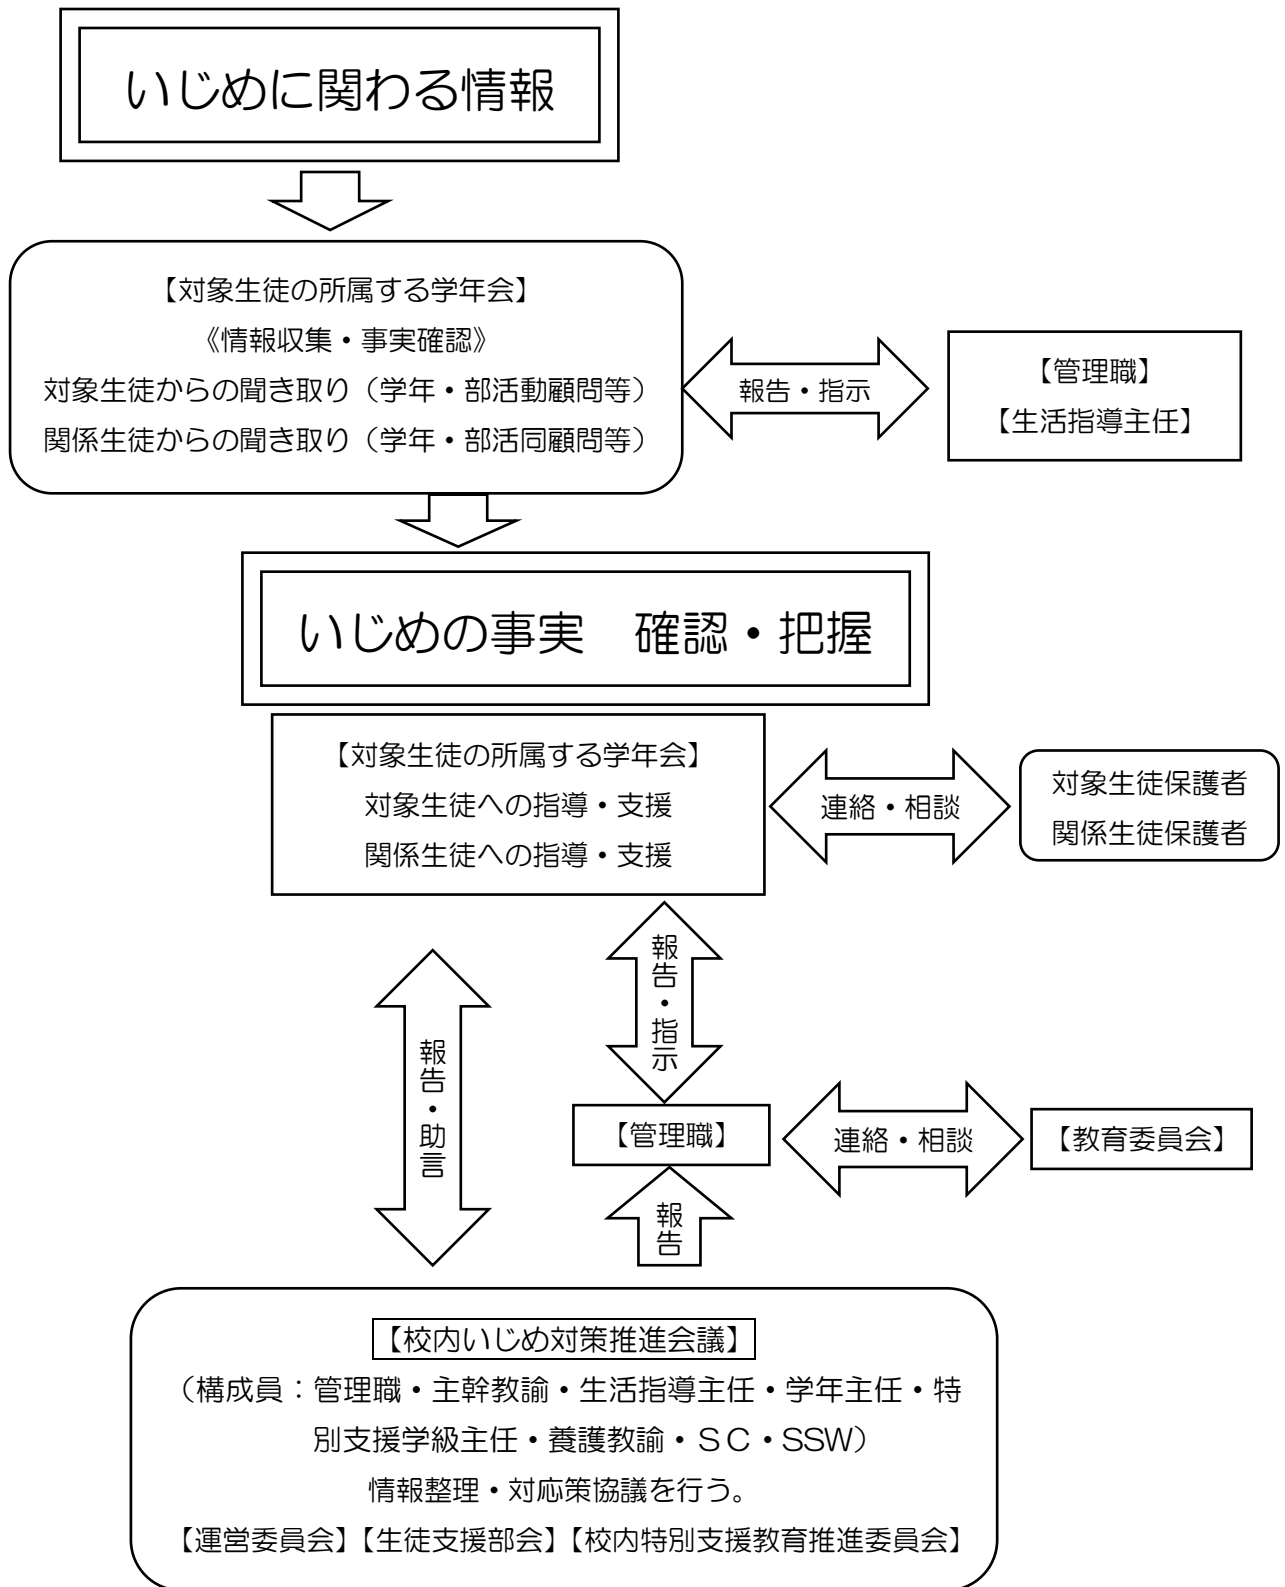 いじめに関わる情報
【対象生徒の所属する学年会】
《情報収集・事実確認》
対象生徒からの聞き取り（学年・部活動顧問等）
関係生徒からの聞き取り（学年・部活同顧問等）
報告・指示
【管理職】
【生活指導主任】
いじめの事実　確認・把握
【対象生徒の所属する学年会】
対象生徒への指導・支援
関係生徒への指導・支援
連絡・相談
対象生徒保護者
関係生徒保護者
報告・指示
報告・助言
【管理職】
連絡・相談
【教育委員会】
報告
【校内いじめ対策推進会議】
（構成員：管理職・主幹教諭・生活指導主任・学年主任・特
別支援学級主任・養護教諭・ＳＣ・SSW）
情報整理・対応策協議を行う。
【運営委員会】【生徒支援部会】【校内特別支援教育推進委員会】